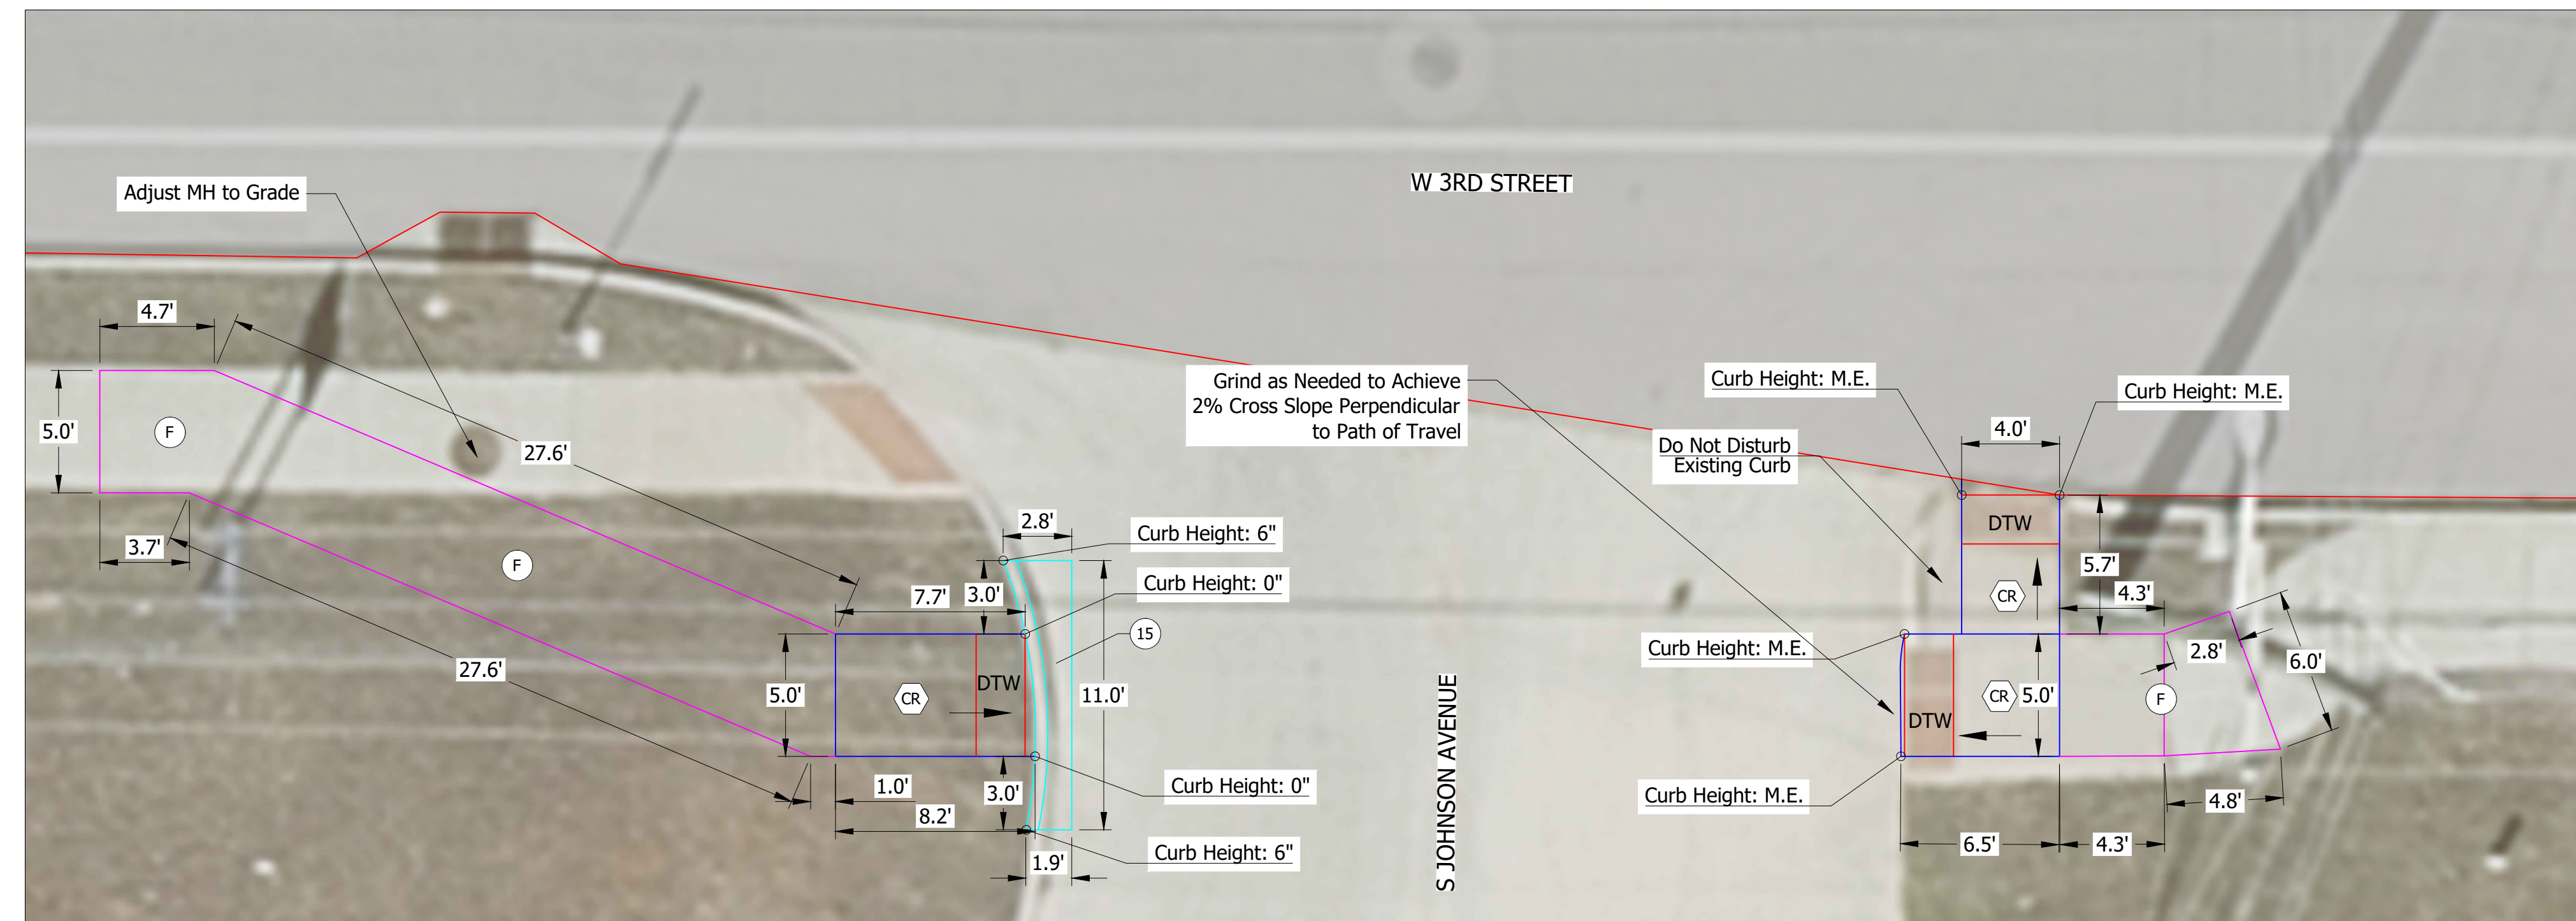 W 3RD STREET
Adjust MH to Grade
4.7'
5.0'
F
27.6'
3.7'
F
27.6'
2.8'
Curb Height: 6"
7.7'
3.0'
Curb Height: 0"
15
5.0'
CR
DTW
11.0'
1.0'
8.2'
3.0'
Curb Height: 0"
1.9'
Curb Height: 6"
S JOHNSON AVENUE
Grind as Needed to Achieve
2% Cross Slope Perpendicular
to Path of Travel
Curb Height: M.E.
Curb Height: M.E.
Do Not Disturb
Existing Curb
4.0'
DTW
5.7'
CR
4.3'
Curb Height: M.E.
2.8'
6.0'
CR
5.0'
F
DTW
Curb Height: M.E.
4.8'
6.5'
4.3'